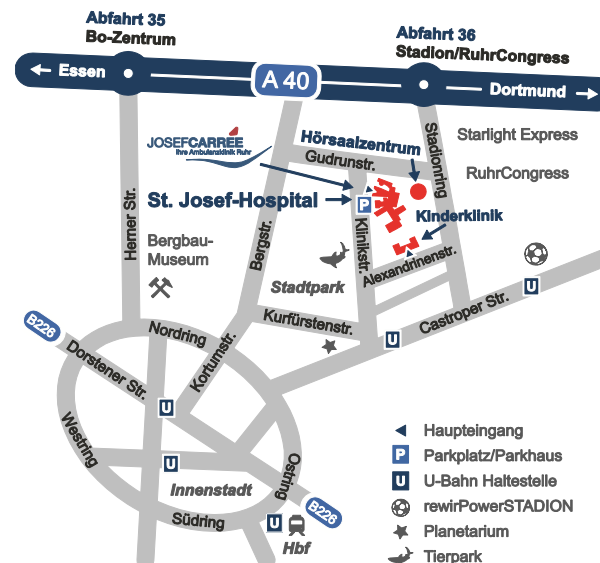 Abfahrt 35
Bo-Zentrum
Abfahrt 36
Stadion/RuhrCongress
Essen
A 40
Dortmund
JOSEFCARRÉE
Ihre Ambulanzklinik Ruhr
Hörsaalzentrum
Gudrunstr.
Stadionring
Starlight Express
RuhrCongress
St. Josef-Hospital
P
Kinderklinik
Herner Str.
Bergstr.
Klinikstr.
Bergbau-
Museum
Alexandrinenstr.
Stadtpark
U
Castroper Str.
B226
Nordring
Kurfürstenstr.
U
Dorstener Str.
Kortumstr.
U
Westring
U
Innenstadt
Ostring
Südring
B226
U
Hbf
Haupteingang
P
Parkplatz/Parkhaus
U
U-Bahn Haltestelle
rewirPowerSTADION
Planetarium
Tierpark